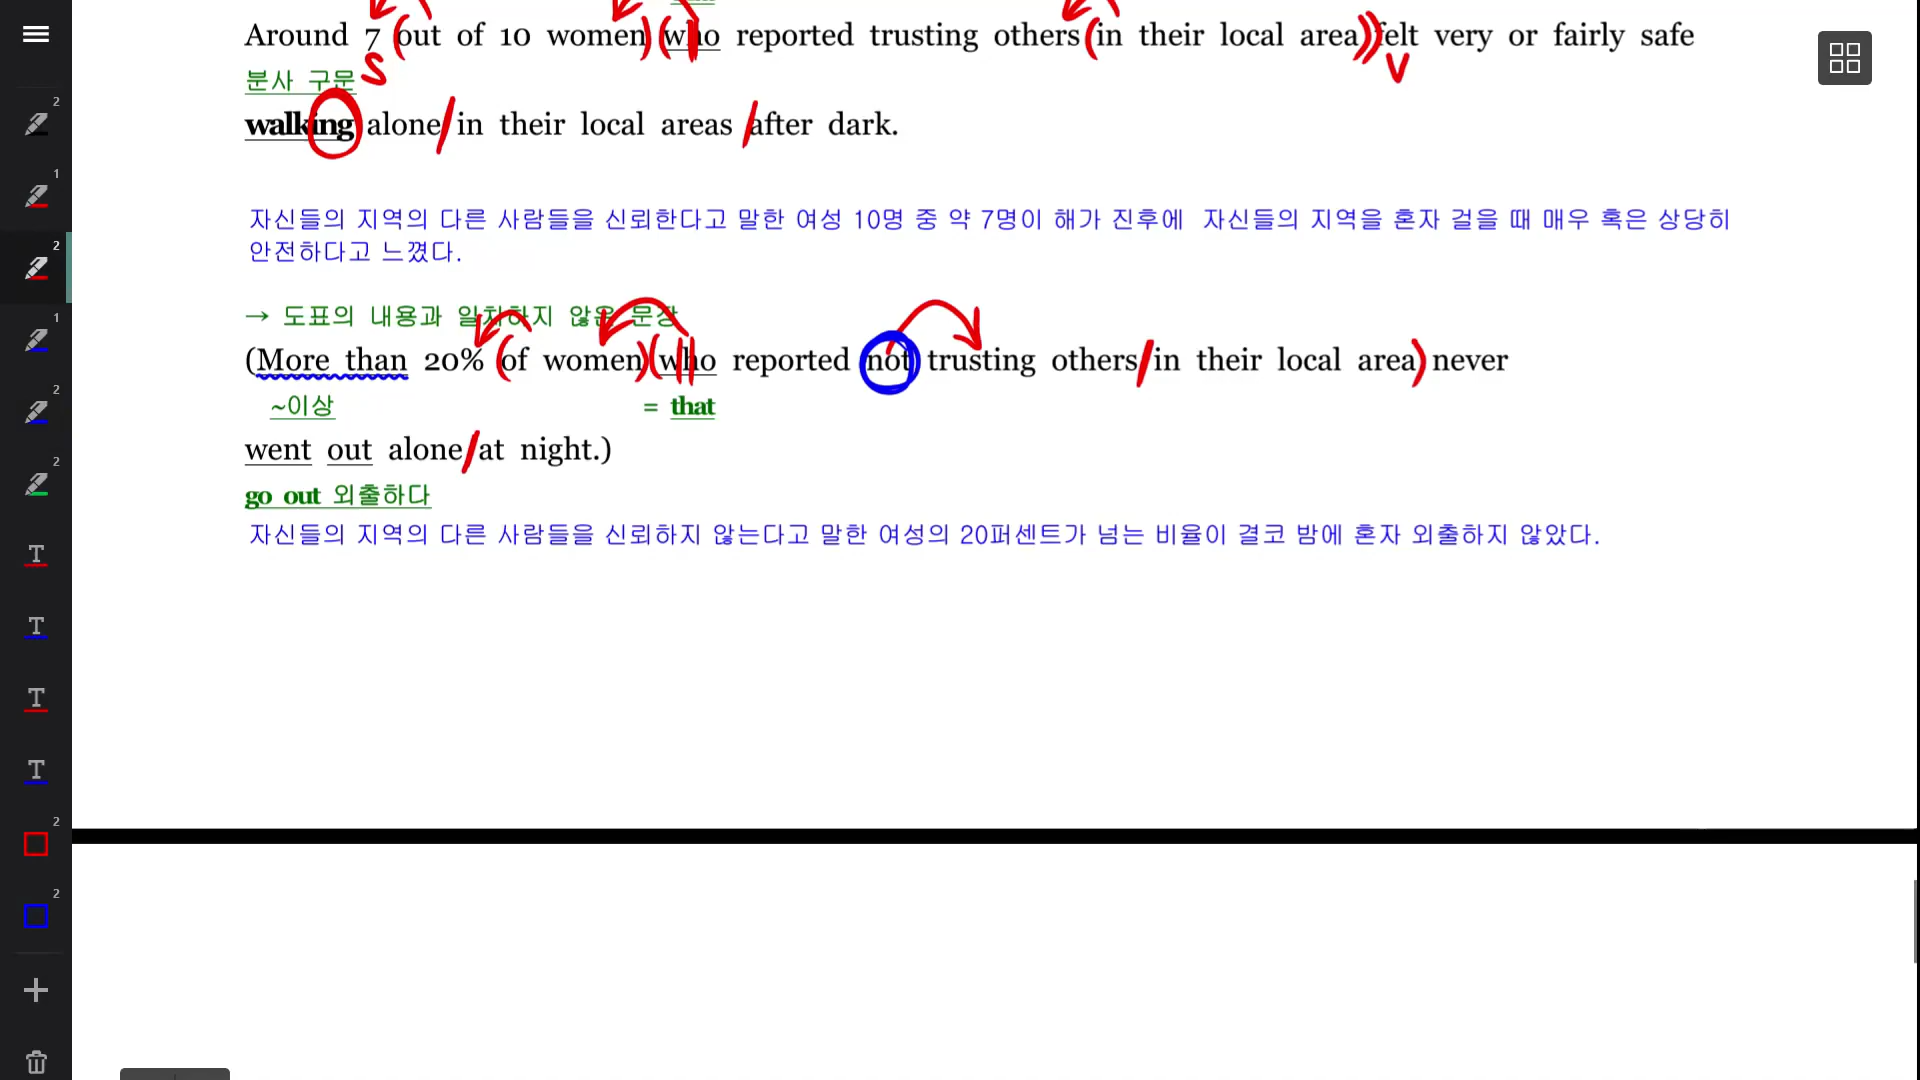 Around 7 (out of 10 women) (who reported trusting others (in their local area)) felt very or fairly safe
분사 구문 S V
walking alone / in their local areas / after dark.
자신들의 지역의 다른 사람들을 신뢰한다고 말한 여성 10명 중 약 7명이 해가 진후에 자신들의 지역을 혼자 걸을 때 매우 혹은 상당히
안전하다고 느꼈다.
→ 도표의 내용과 일치하지 않은 문장
(More than 20% (of women) (who reported not trusting others / in their local area) never
~이상 = that
went out alone / at night.)
go out 외출하다
자신들의 지역의 다른 사람들을 신뢰하지 않는다고 말한 여성의 20퍼센트가 넘는 비율이 결코 밤에 혼자 외출하지 않았다.
2
1
2
1
2
2
T
T
T
T
2
2